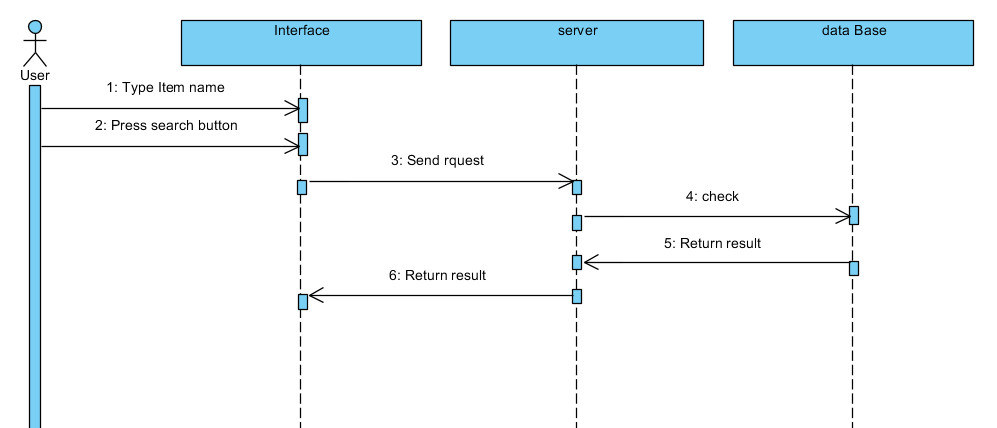 Interface
server
data Base
User
1: Type Item name
2: Press search button
3: Send rquest
4: check
5: Return result
6: Return result